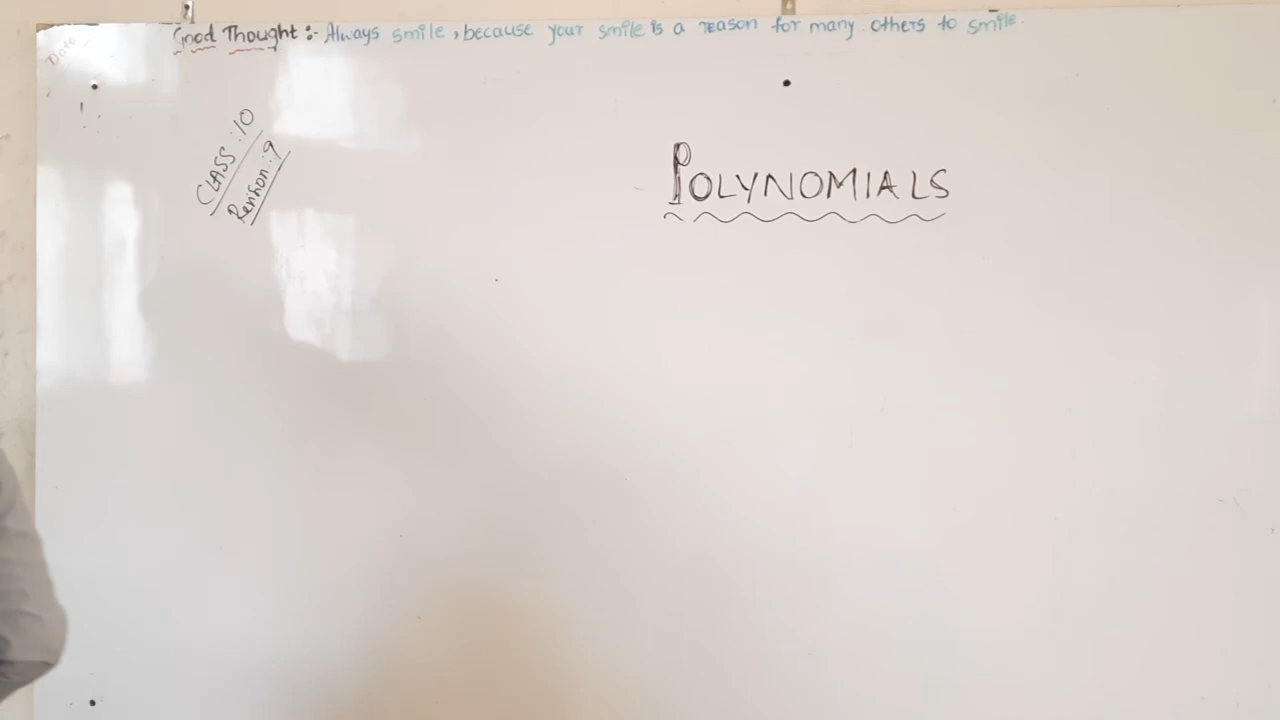 Good Thought :- Always smile, because your smile is a reason for many others to smile.
Date
CLASS : 10
Revision : 9
POLYNOMIALS